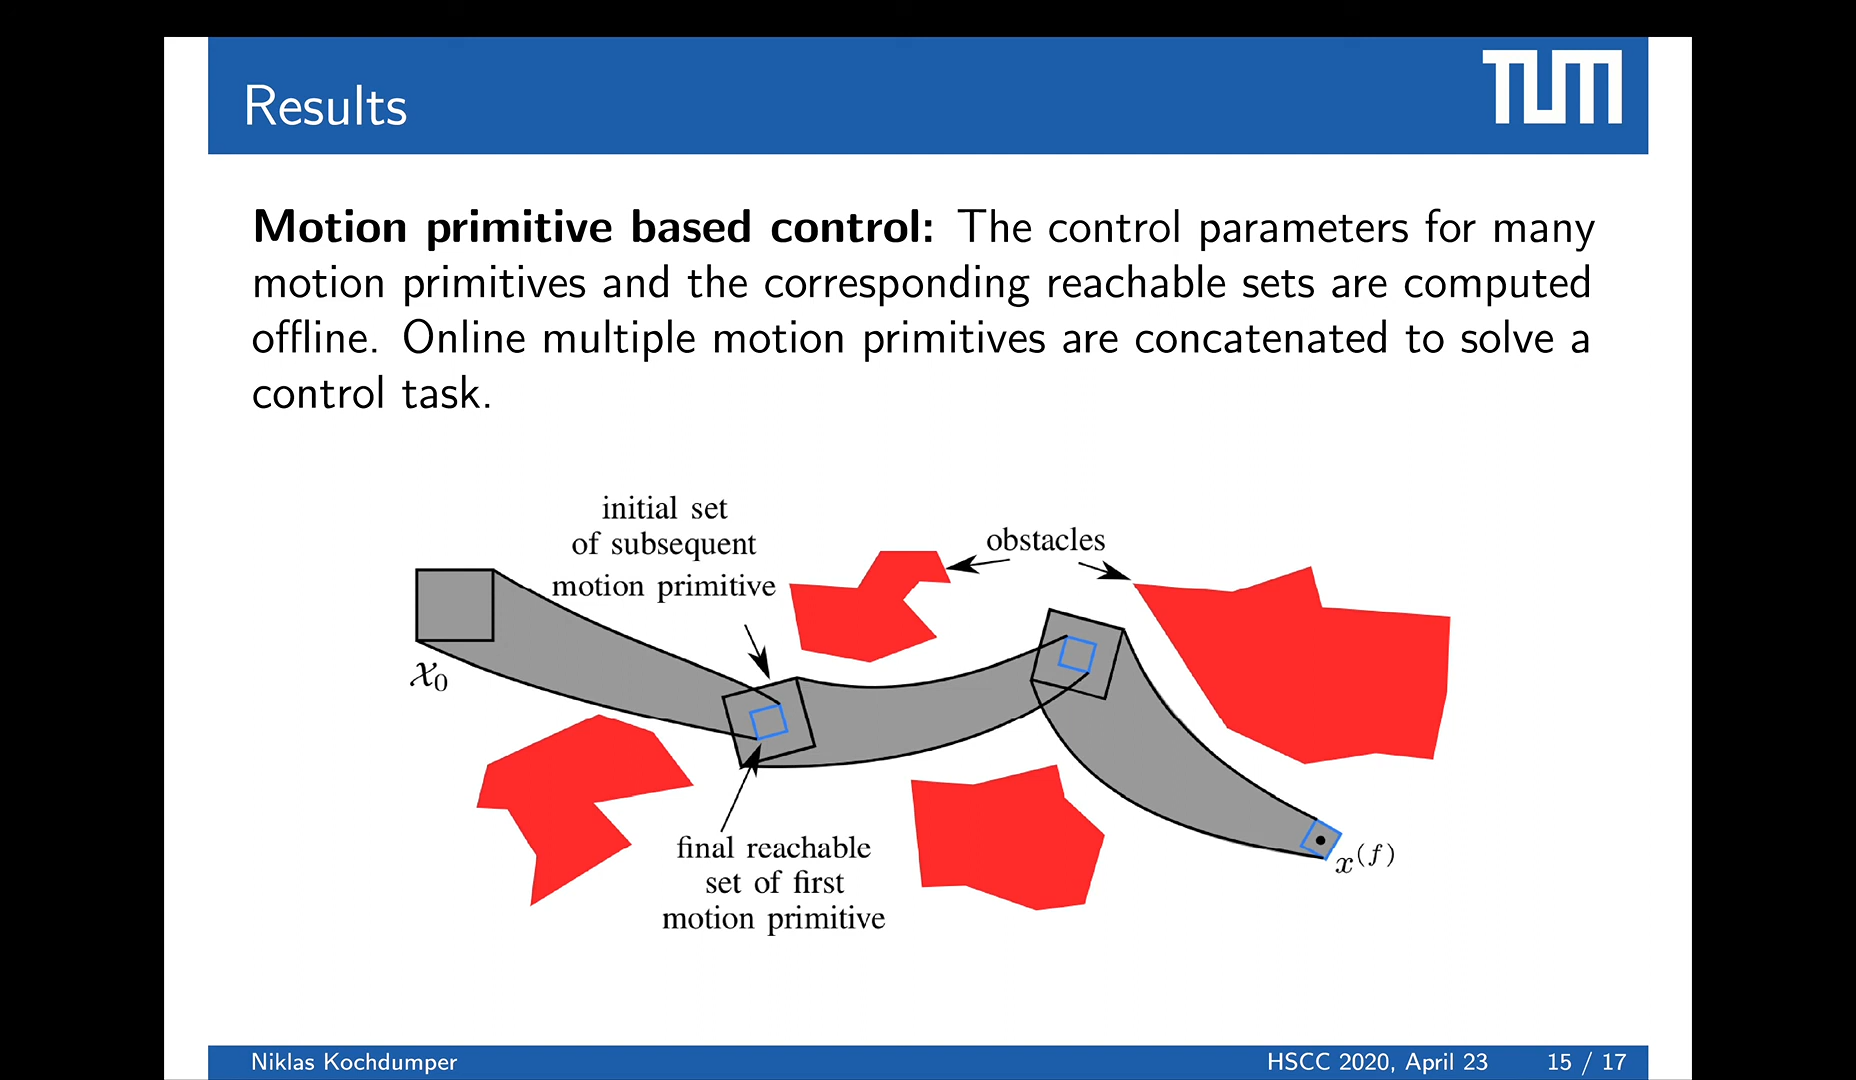 Results
TUM
Motion primitive based control: The control parameters for many
motion primitives and the corresponding reachable sets are computed
offline. Online multiple motion primitives are concatenated to solve a
control task.
initial set
of subsequent
motion primitive
obstacles
𝒳₀
final reachable
set of first
motion primitive
x^(f)
Niklas Kochdumper
HSCC 2020, April 23
15 / 17